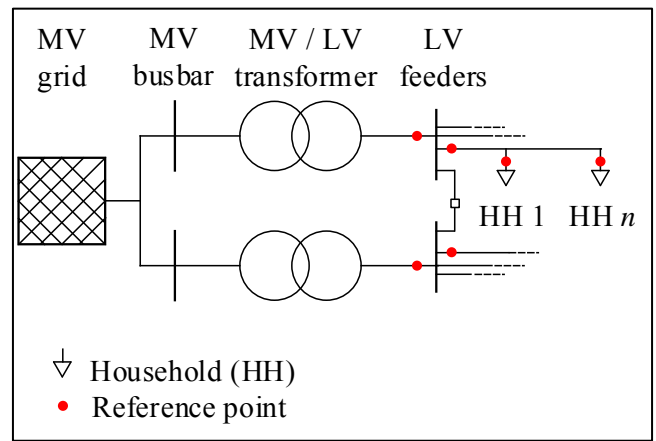 MV MV MV / LV LV
grid busbar transformer feeders
HH 1 HH n
Household (HH)
Reference point